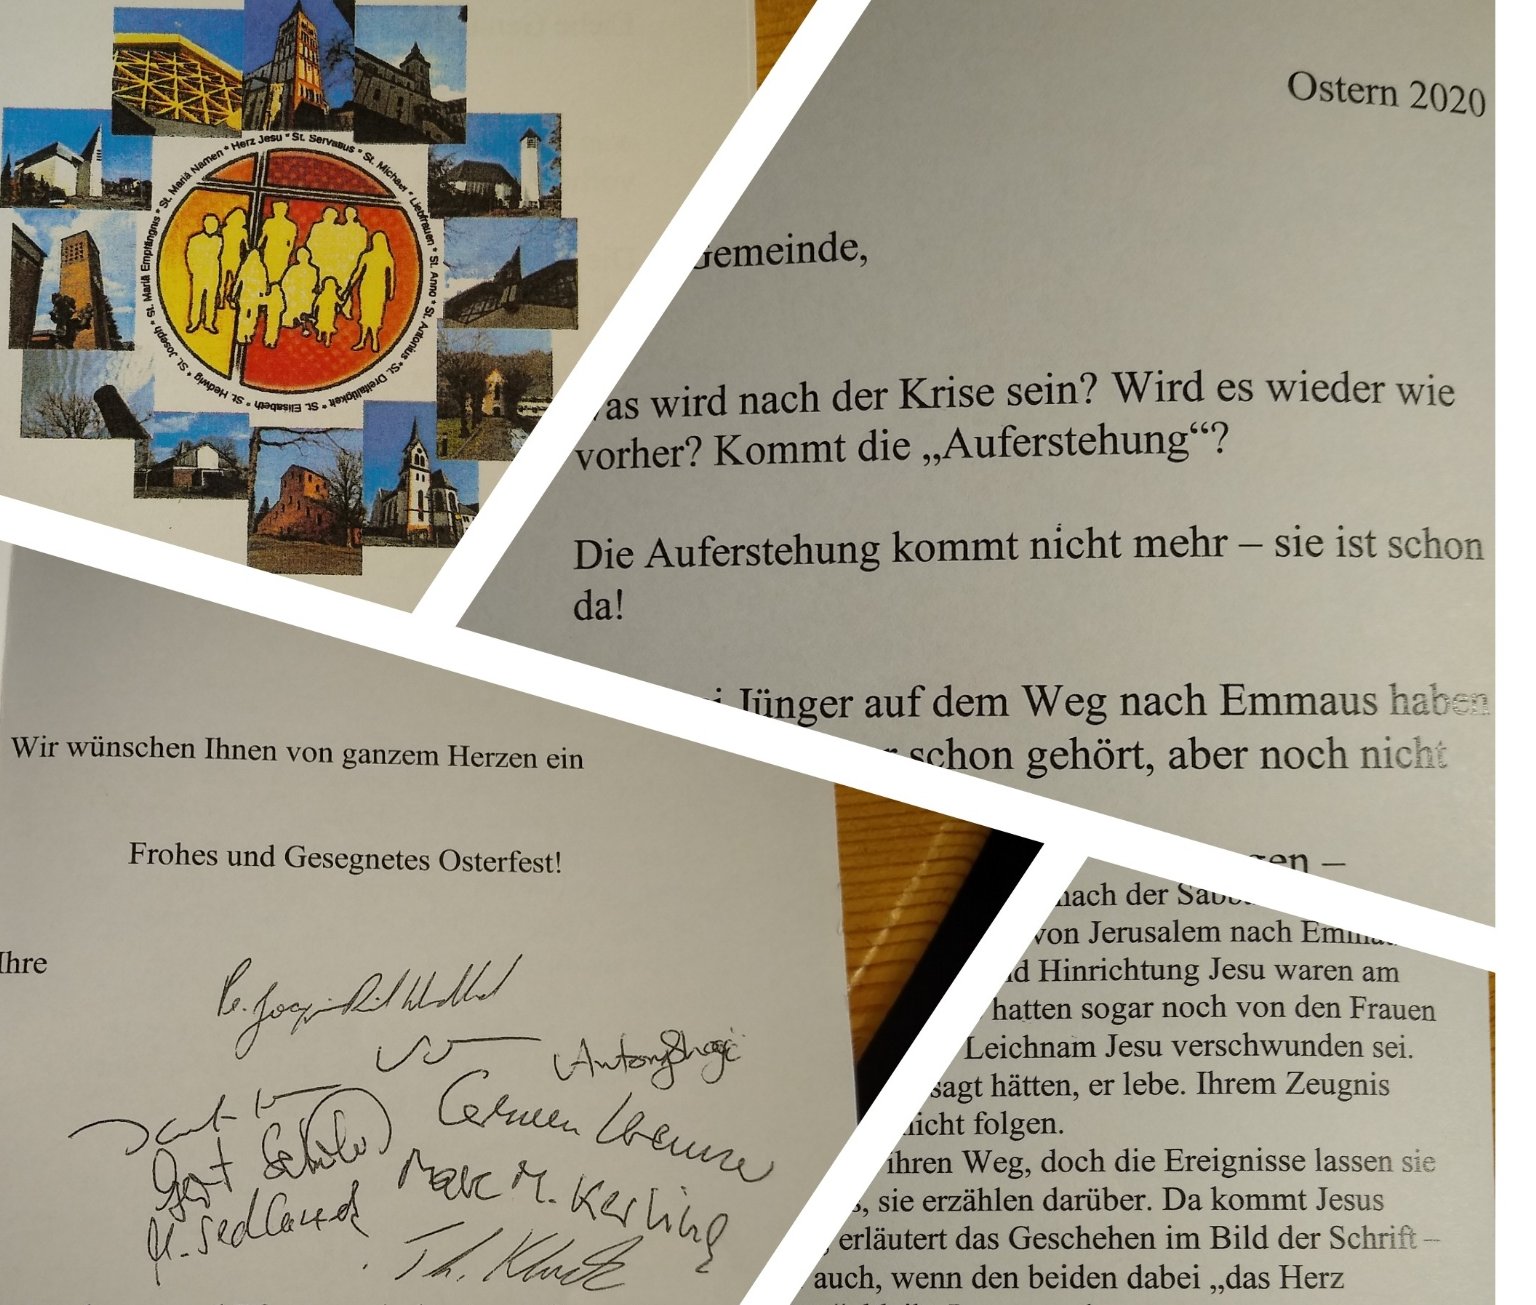 Herz Jesu * St. Servatius * St. Michael * Liebfrauen * St. Anno * St. Antonius * St. Dreifaltigkeit * St. Elisabeth * St. Hedwig * St. Joseph * St. Mariä Empfängnis * St. Mariä Namen *
Ostern 2020
Gemeinde,
was wird nach der Krise sein? Wird es wieder wie
vorher? Kommt die „Auferstehung“?
Die Auferstehung kommt nicht mehr – sie ist schon
da!
Jünger auf dem Weg nach Emmaus haben
schon gehört, aber noch nicht
Wir wünschen Ihnen von ganzem Herzen ein
Frohes und Gesegnetes Osterfest!
Ihre
Antony
Carmen
Marc M. Kerling
nach der
von Jerusalem nach Emmaus
Hinrichtung Jesu waren am
hatten sogar noch von den Frauen
Leichnam Jesu verschwunden sei.
sagt hätten, er lebe. Ihrem Zeugnis
nicht folgen.
ihren Weg, doch die Ereignisse lassen sie
sie erzählen darüber. Da kommt Jesus
erläutert das Geschehen im Bild der Schrift –
auch, wenn den beiden dabei „das Herz